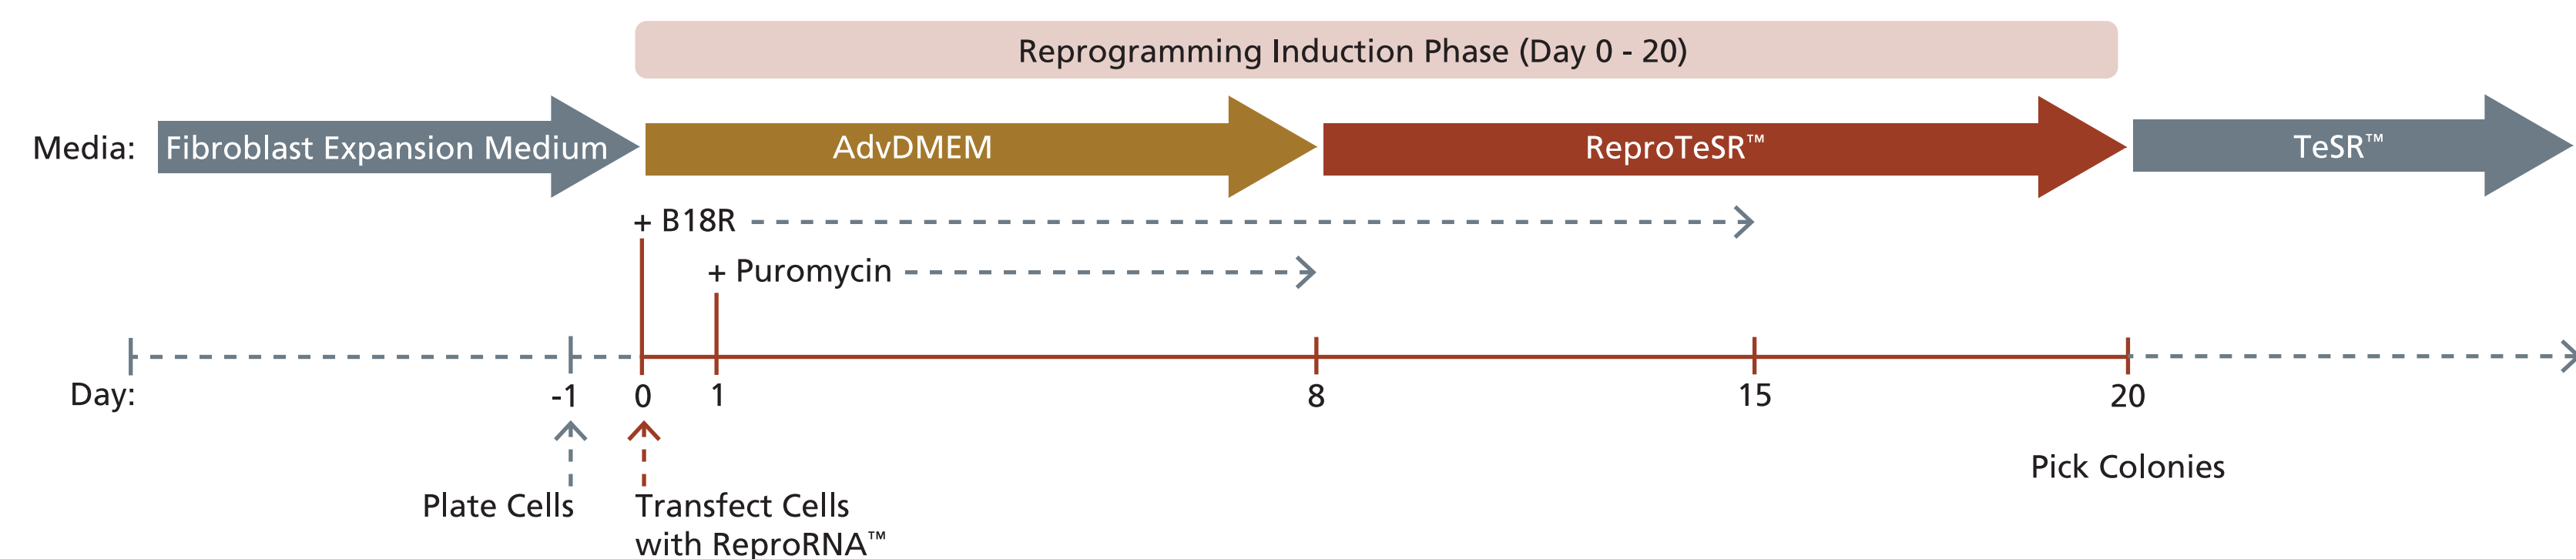 Reprogramming Induction Phase (Day 0 - 20)
Media:
Fibroblast Expansion Medium
AdvDMEM
ReproTeSR™
TeSR™
+ B18R
+ Puromycin
Day:
-1
0
1
8
15
20
Pick Colonies
Plate Cells
Transfect Cells
with ReproRNA™